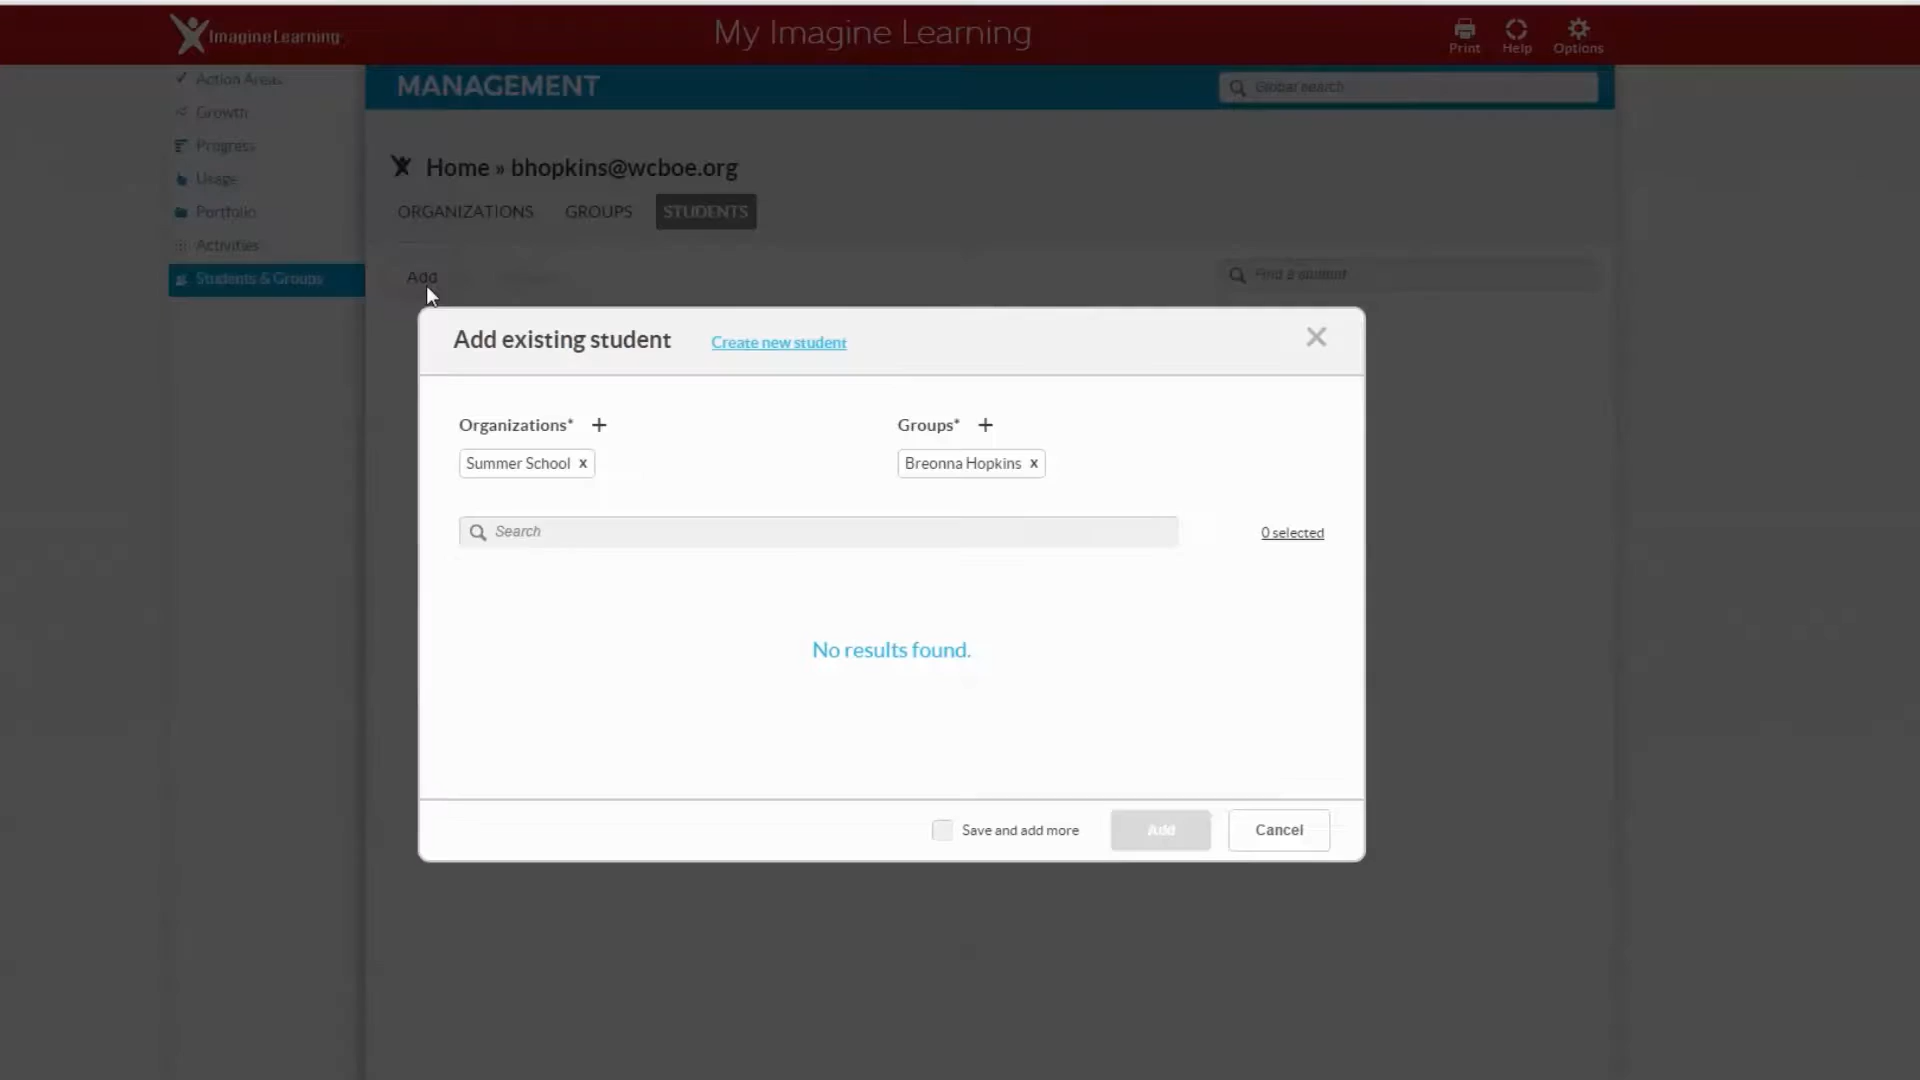 ImagineLearning
My Imagine Learning
Print
Help
Options
Action Areas
Growth
Progress
Usage
Portfolio
Activities
Students & Groups
MANAGEMENT
Global search
Home » bhopkins@wcboe.org
ORGANIZATIONS GROUPS STUDENTS
Add
Find a student
Add existing student Create new student
Organizations* +
Groups* +
Summer School x
Breonna Hopkins x
Search
0 selected
No results found.
Save and add more
Add
Cancel